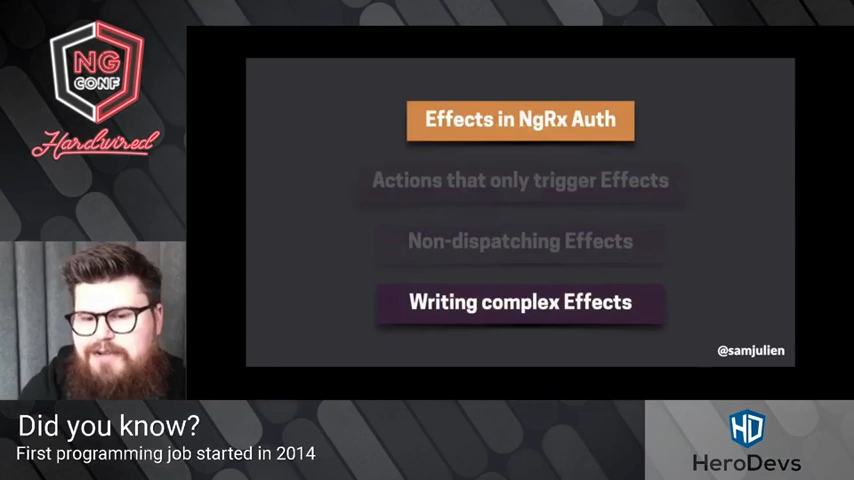 NG
CONF
Hardwired
Effects in NgRx Auth
Actions that only trigger Effects
Non-dispatching Effects
Writing complex Effects
@samjulien
Did you know?
First programming job started in 2014
HD
HeroDevs